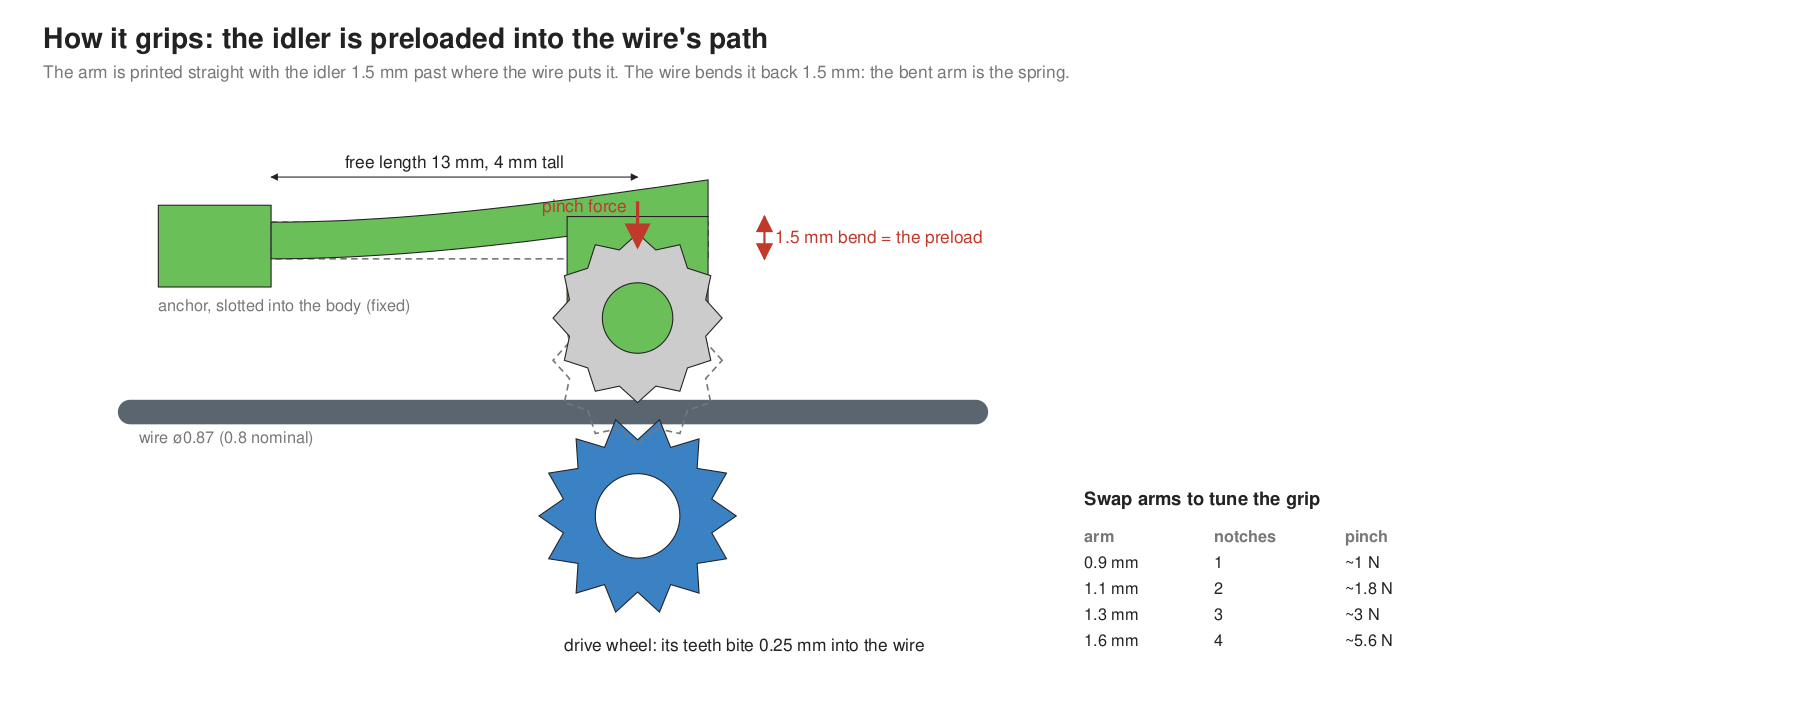 How it grips: the idler is preloaded into the wire's path
The arm is printed straight with the idler 1.5 mm past where the wire puts it. The wire bends it back 1.5 mm: the bent arm is the spring.
free length 13 mm, 4 mm tall
pinch force
1.5 mm bend = the preload
anchor, slotted into the body (fixed)
wire ø0.87 (0.8 nominal)
drive wheel: its teeth bite 0.25 mm into the wire
Swap arms to tune the grip
arm notches pinch
0.9 mm 1 ~1 N
1.1 mm 2 ~1.8 N
1.3 mm 3 ~3 N
1.6 mm 4 ~5.6 N